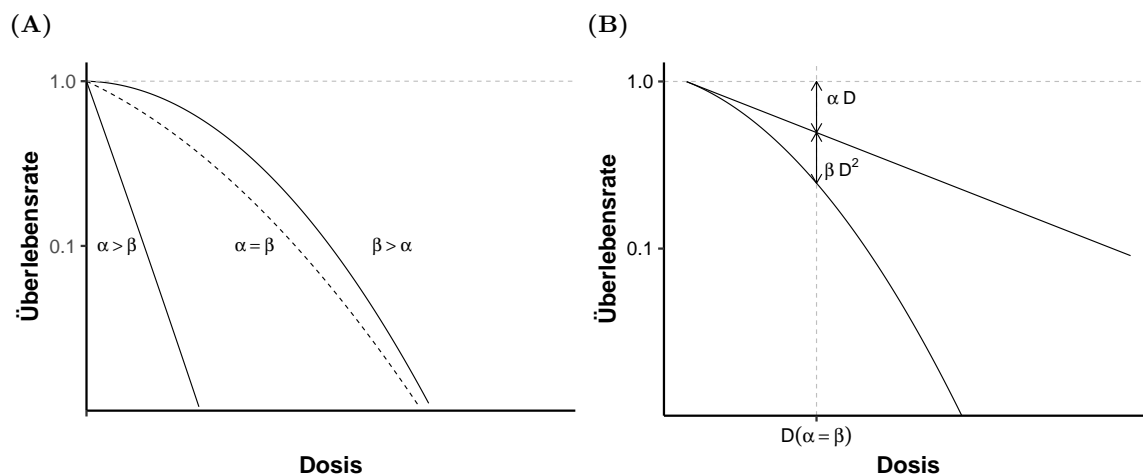 (A)
(B)
Überlebensrate
1.0
0.1
α > β
α = β
β > α
Dosis
Überlebensrate
1.0
0.1
α D
β D²
D(α = β)
Dosis